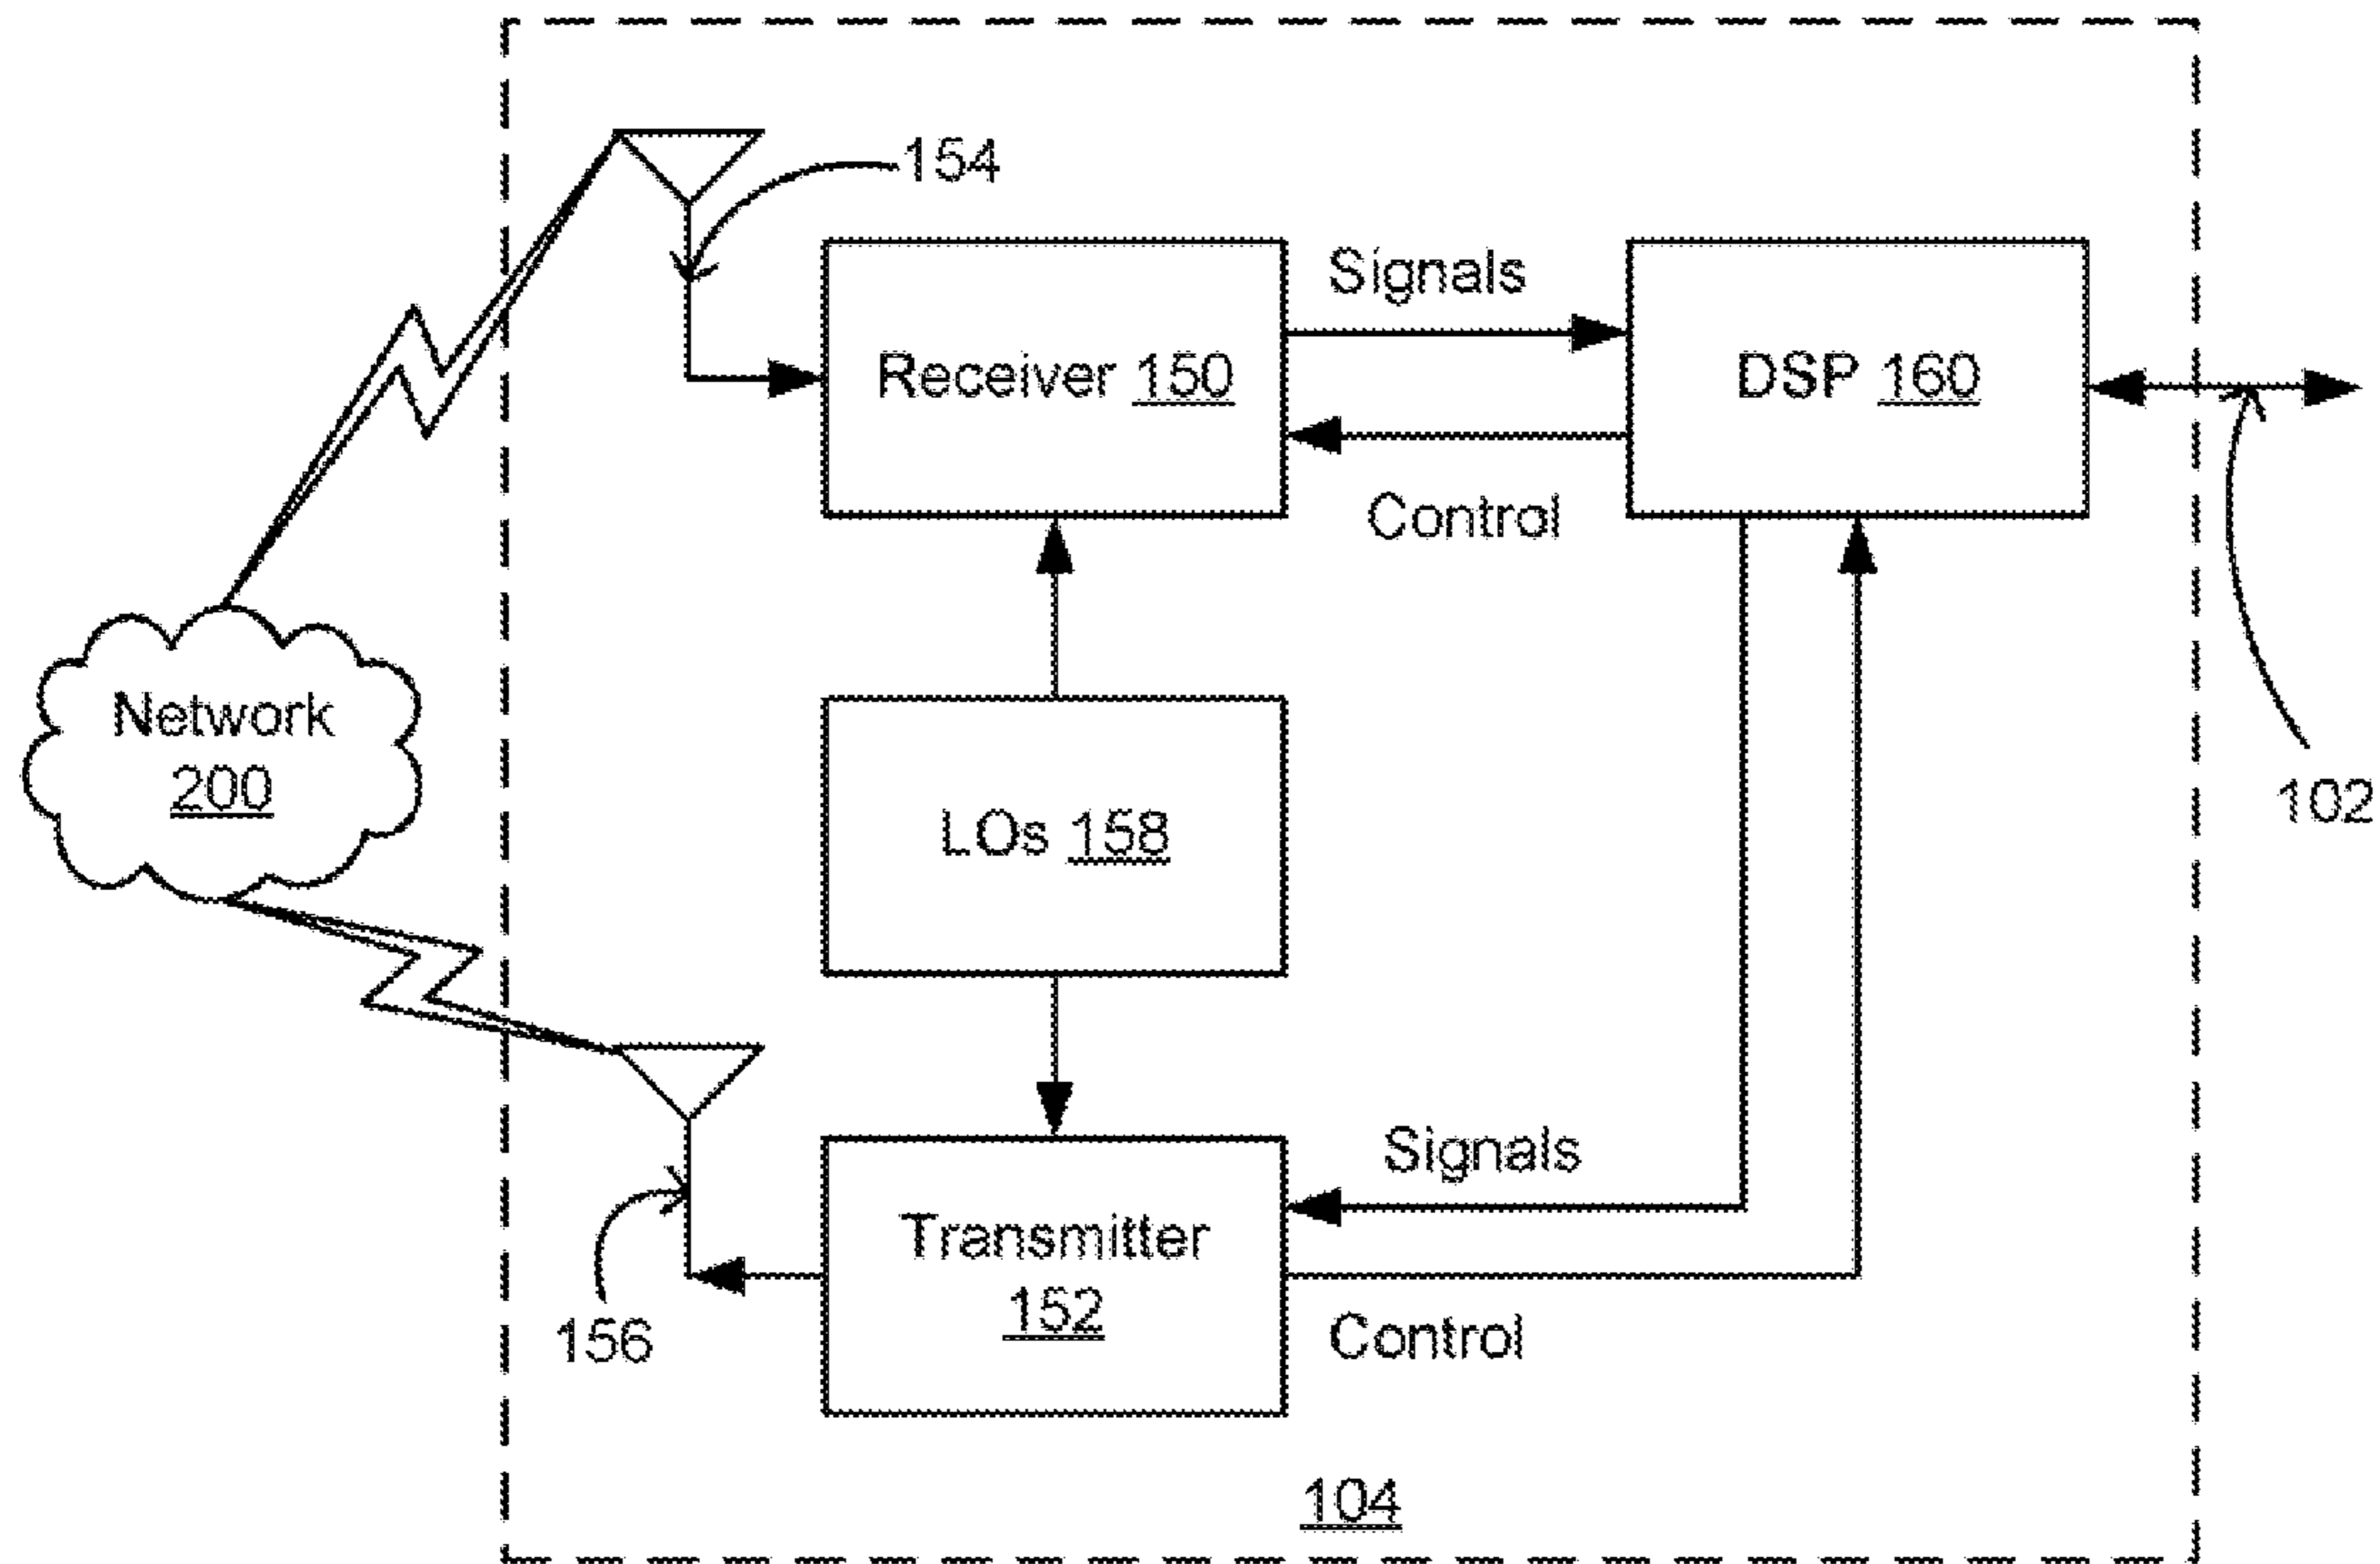 154
Signals
Receiver 150
DSP 160
Control
Network
200
102
LOs 158
Signals
Transmitter
152
156
Control
104